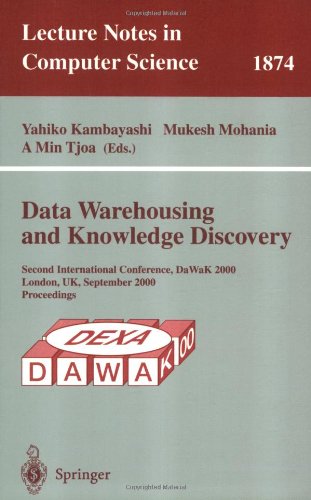 Lecture Notes in
Computer Science 1874
Yahiko Kambayashi Mukesh Mohania
A Min Tjoa (Eds.)
Data Warehousing
and Knowledge Discovery
Second International Conference, DaWaK 2000
London, UK, September 2000
Proceedings
DEXA
DAWAK00
Springer